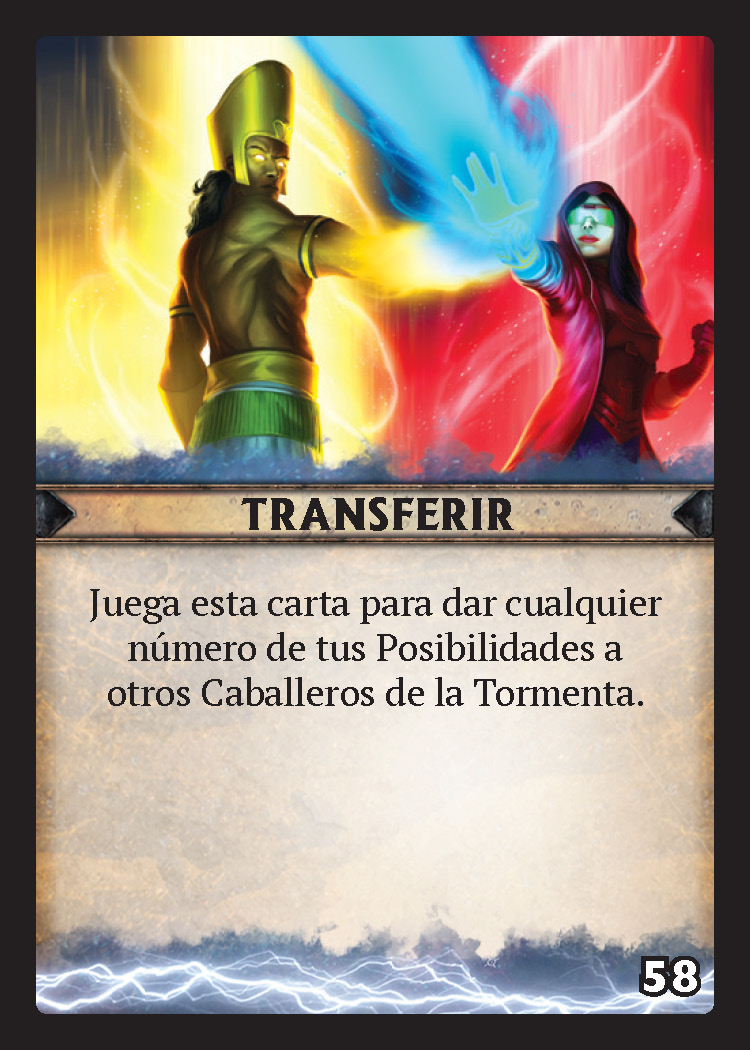 TRANSFERIR
Juega esta carta para dar cualquier
número de tus Posibilidades a
otros Caballeros de la Tormenta.
58